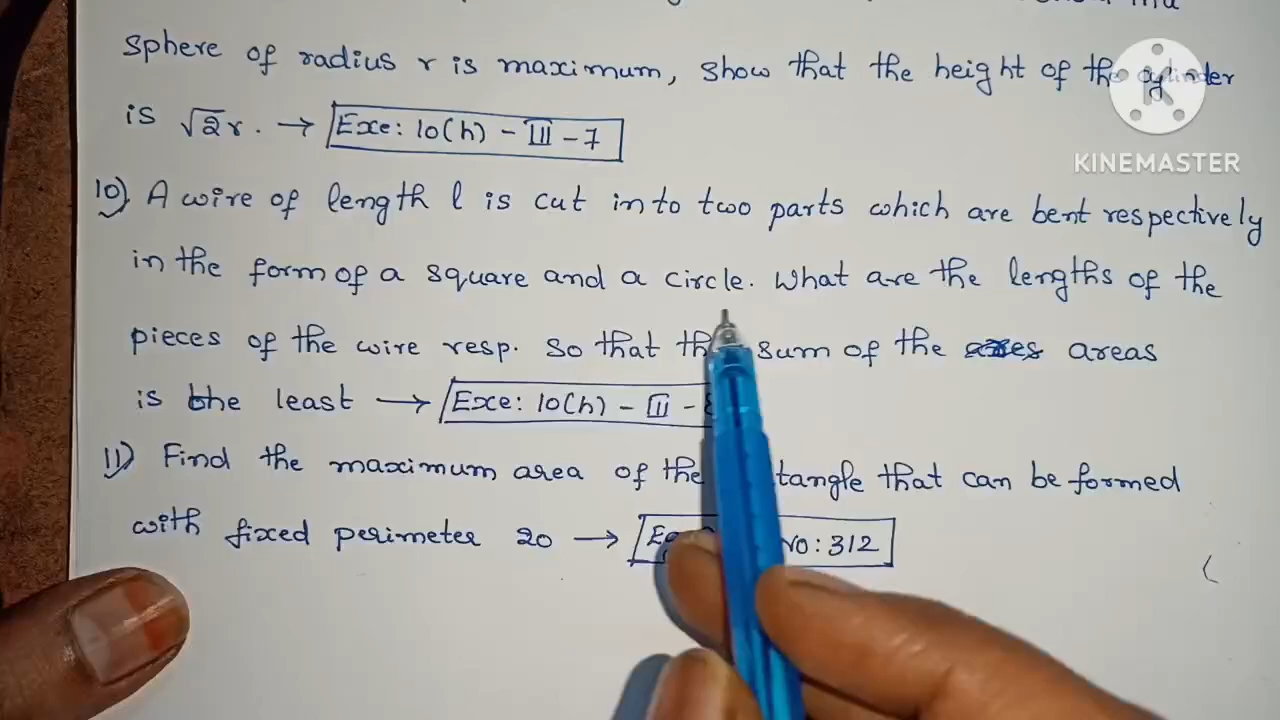 sphere of radius r is maximum, show that the height of the cylinder
is √2r. → Exe: 10(h) - III - 7
KINEMASTER
10) A wire of length l is cut into two parts which are bent respectively
in the form of a square and a circle. What are the lengths of the
pieces of the wire resp. so that the sum of the areas
is the least → Exe: 10(h) - II -
11) Find the maximum area of the tangle that can be formed
with fixed perimeter 20 → No: 312